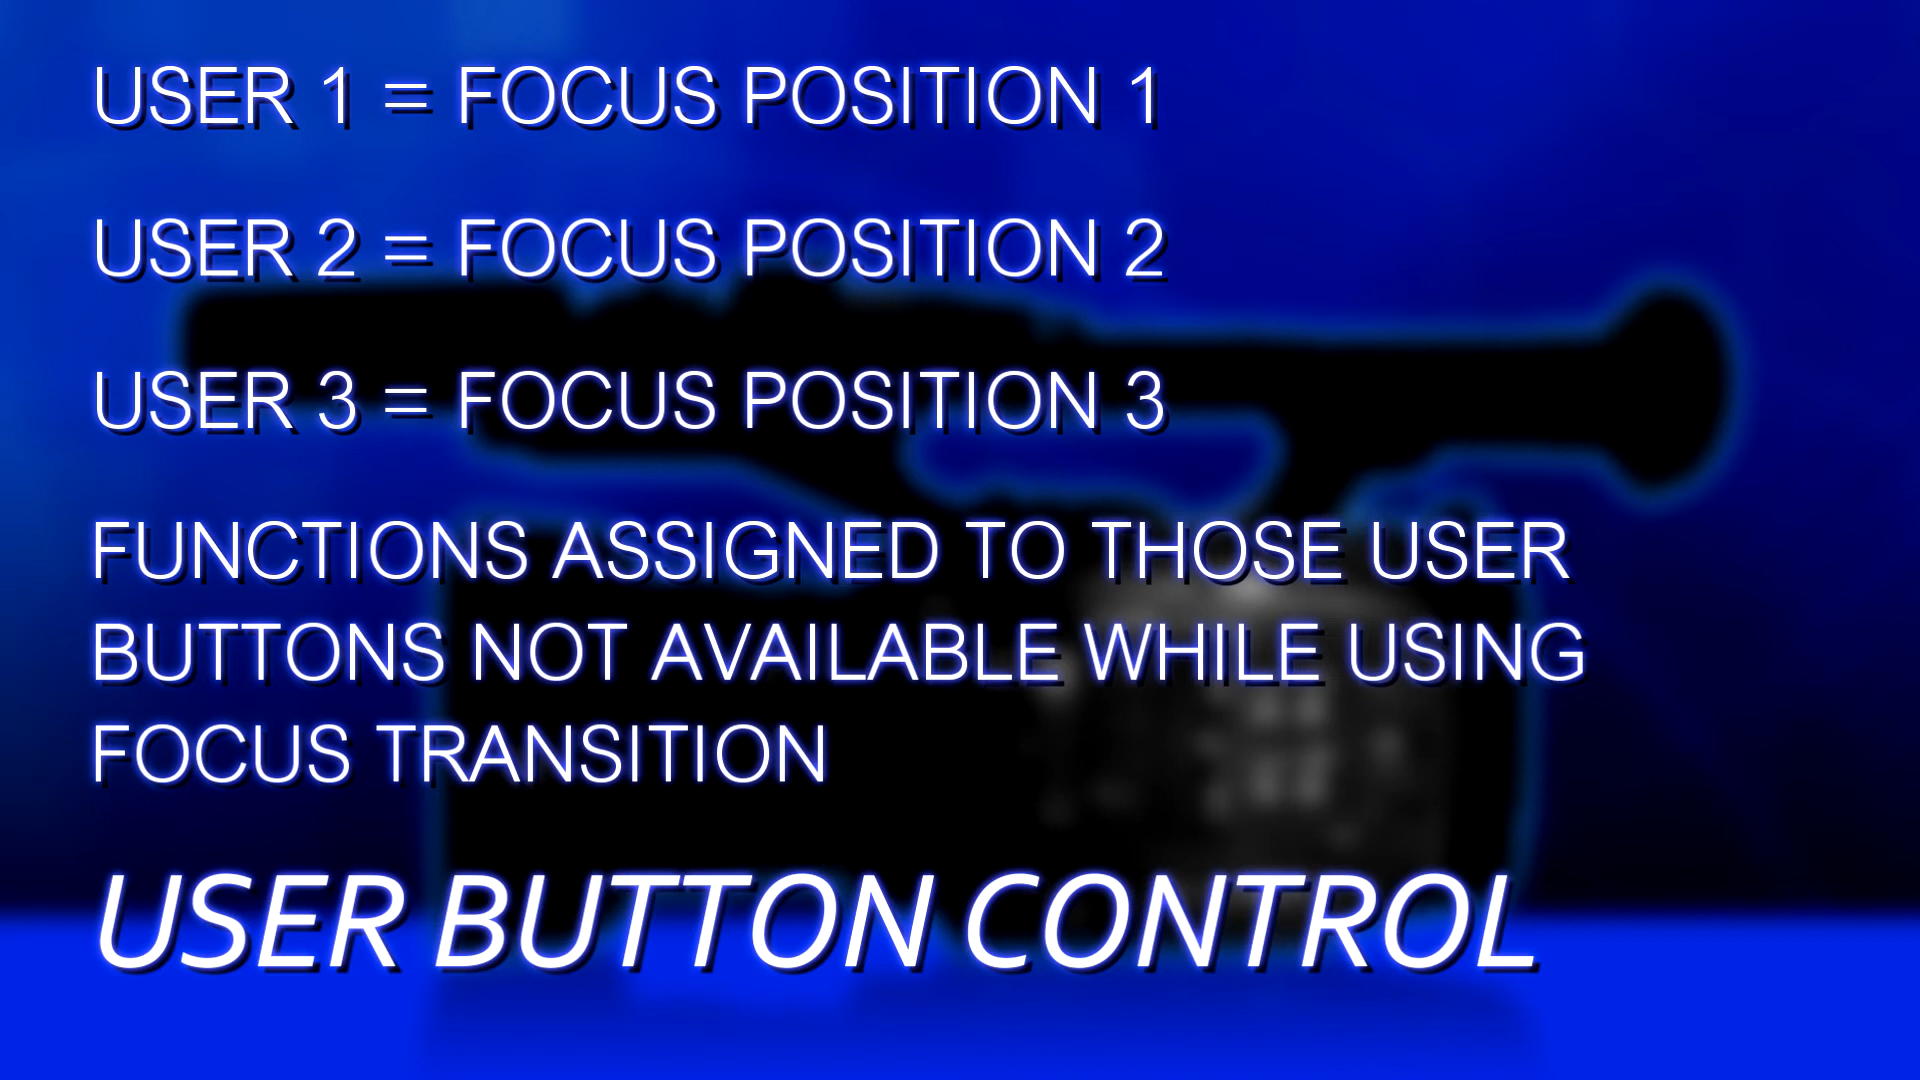 USER 1 = FOCUS POSITION 1
USER 2 = FOCUS POSITION 2
USER 3 = FOCUS POSITION 3
FUNCTIONS ASSIGNED TO THOSE USER
BUTTONS NOT AVAILABLE WHILE USING
FOCUS TRANSITION
USER BUTTON CONTROL